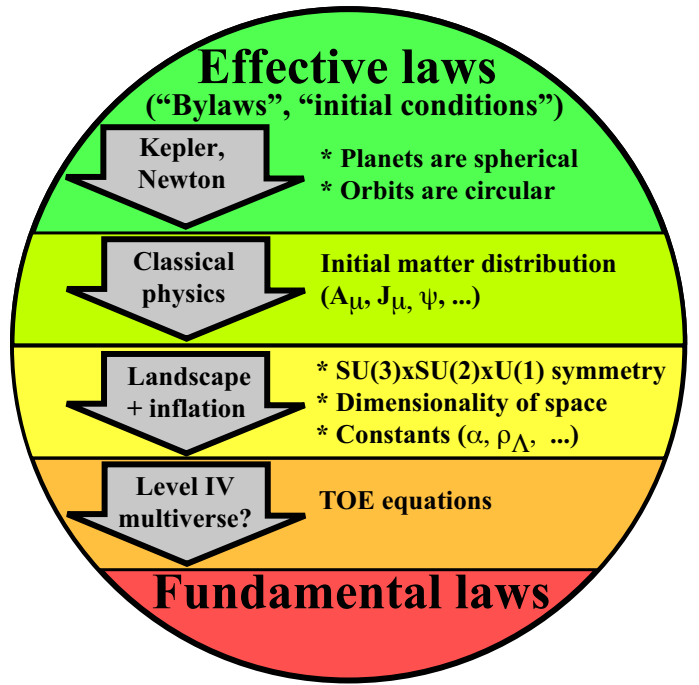 Effective laws
(“Bylaws”, “initial conditions”)
Kepler,
Newton
* Planets are spherical
* Orbits are circular
Classical
physics
Initial matter distribution
(Aμ, Jμ, ψ, ...)
Landscape
+ inflation
* SU(3)xSU(2)xU(1) symmetry
* Dimensionality of space
* Constants (α, ρΛ, ...)
Level IV
multiverse?
TOE equations
Fundamental laws